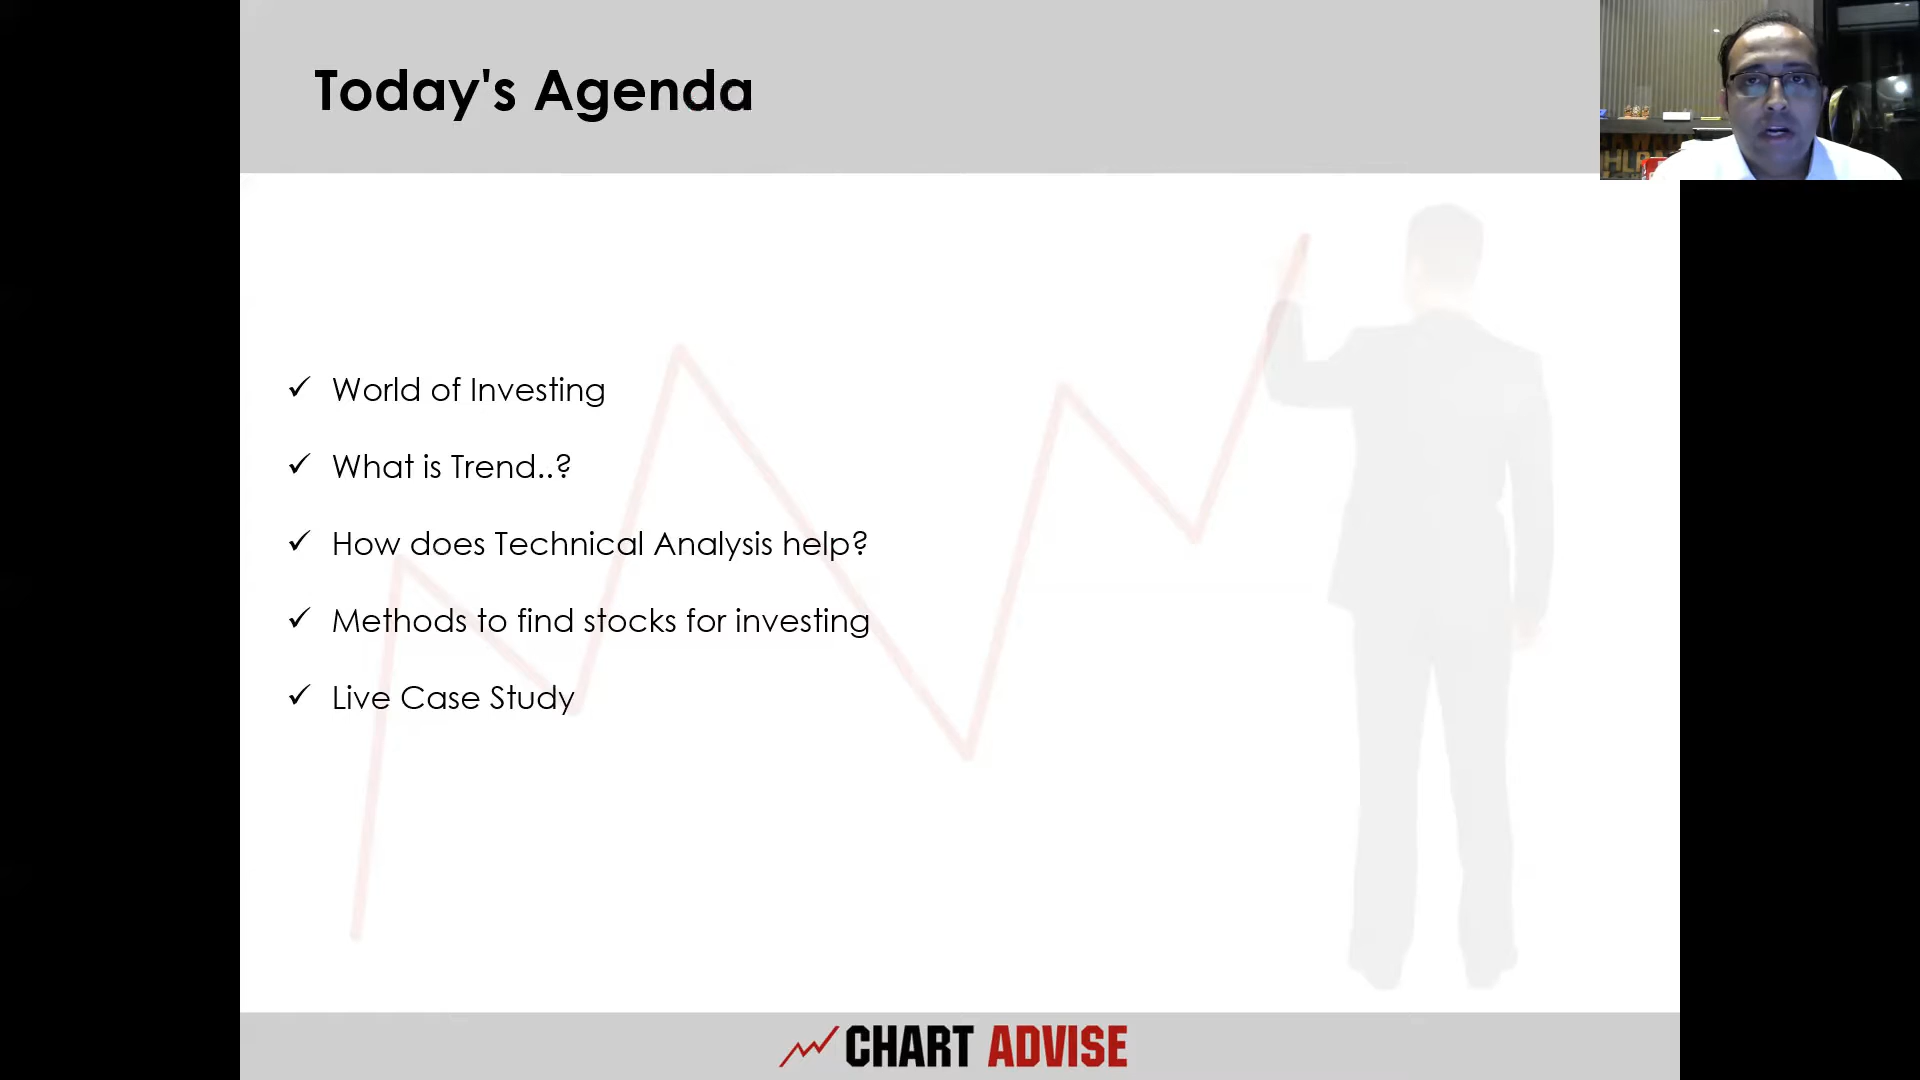 Today's Agenda
✓ World of Investing
✓ What is Trend..?
✓ How does Technical Analysis help?
✓ Methods to find stocks for investing
✓ Live Case Study
CHART ADVISE